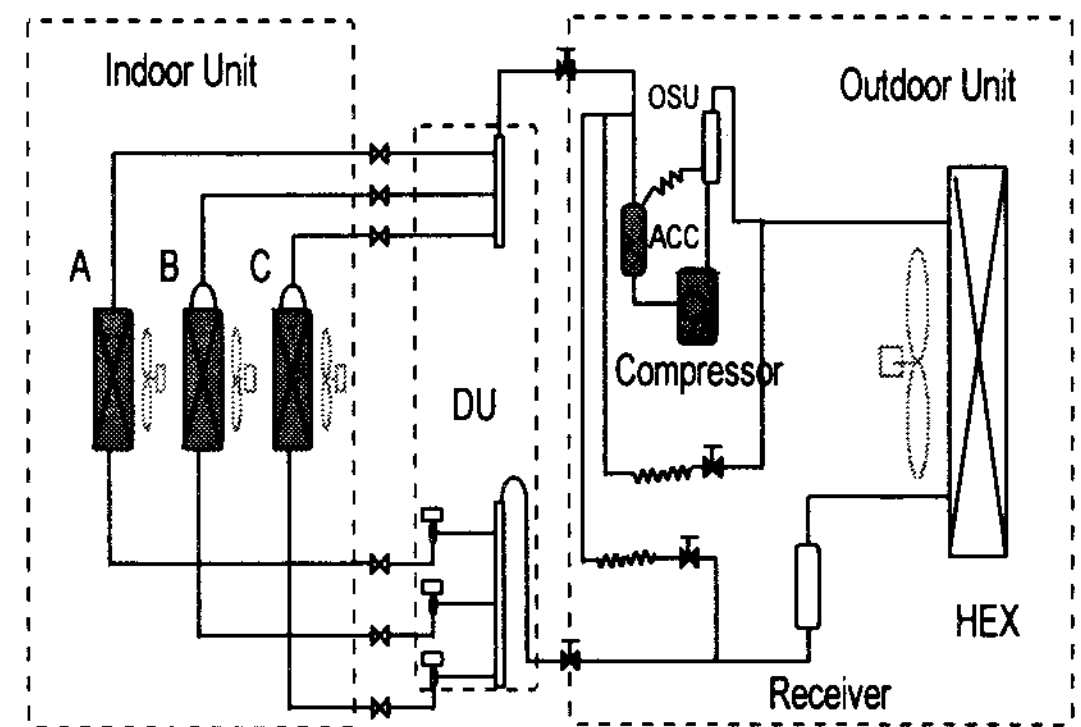 Indoor Unit
OSU
Outdoor Unit
A
B
C
ACC
Compressor
DU
HEX
Receiver